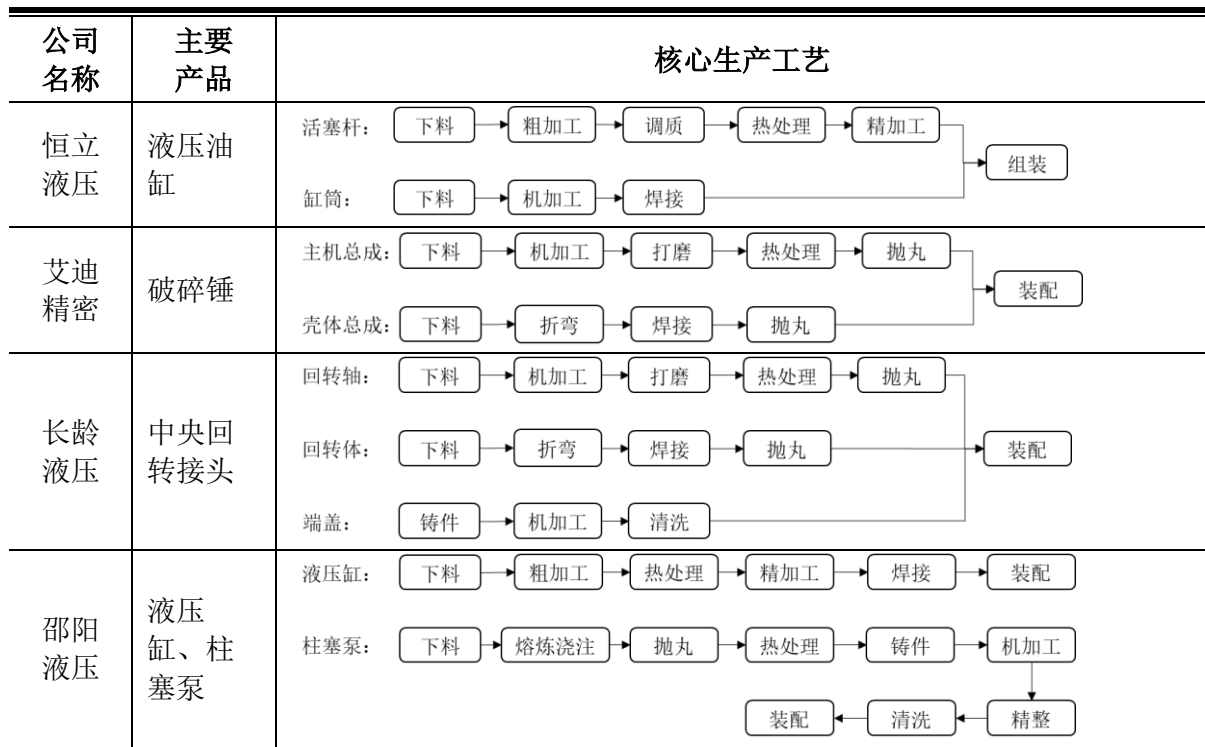 公司
名称
主要
产品
核心生产工艺
恒立
液压
液压油
缸
活塞杆： 下料 粗加工 调质 热处理 精加工
组装
缸筒： 下料 机加工 焊接
艾迪
精密
破碎锤
主机总成： 下料 机加工 打磨 热处理 抛丸
装配
壳体总成： 下料 折弯 焊接 抛丸
长龄
液压
中央回
转接头
回转轴： 下料 机加工 打磨 热处理 抛丸
回转体： 下料 折弯 焊接 抛丸 装配
端盖： 铸件 机加工 清洗
邵阳
液压
液压
缸、柱
塞泵
液压缸： 下料 粗加工 热处理 精加工 焊接 装配
柱塞泵： 下料 熔炼浇注 抛丸 热处理 铸件 机加工
装配 清洗 精整